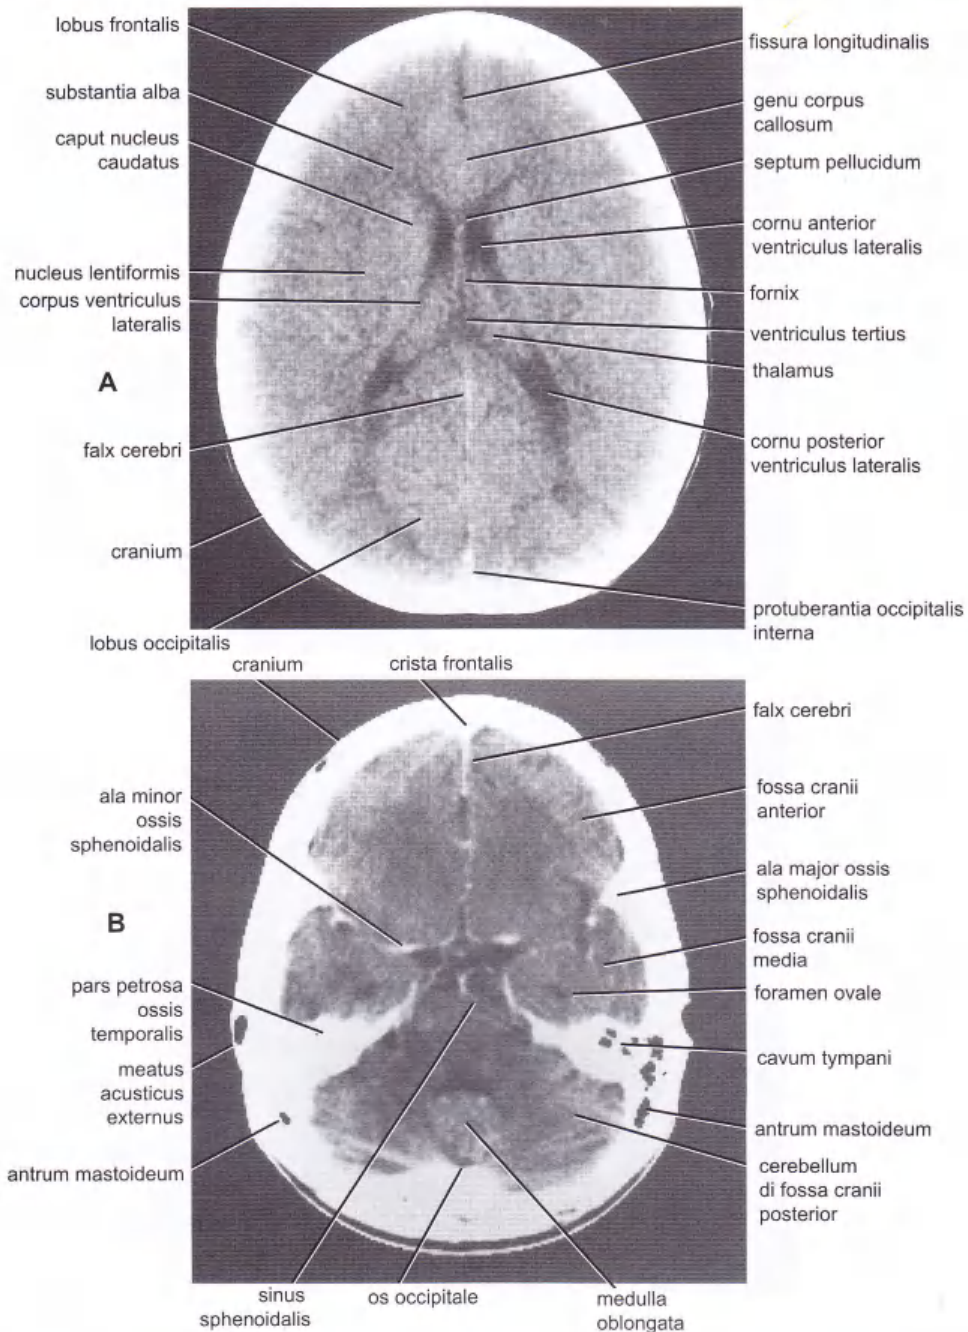 lobus frontalis
substantia alba
caput nucleus
caudatus
nucleus lentiformis
corpus ventriculus
lateralis
A
falx cerebri
cranium
lobus occipitalis
fissura longitudinalis
genu corpus
callosum
septum pellucidum
cornu anterior
ventriculus lateralis
fornix
ventriculus tertius
thalamus
cornu posterior
ventriculus lateralis
protuberantia occipitalis
interna
cranium
crista frontalis
ala minor
ossis
sphenoidalis
B
pars petrosa
ossis
temporalis
meatus
acusticus
externus
antrum mastoideum
falx cerebri
fossa cranii
anterior
ala major ossis
sphenoidalis
fossa cranii
media
foramen ovale
cavum tympani
antrum mastoideum
cerebellum
di fossa cranii
posterior
sinus
sphenoidalis
os occipitale
medulla
oblongata